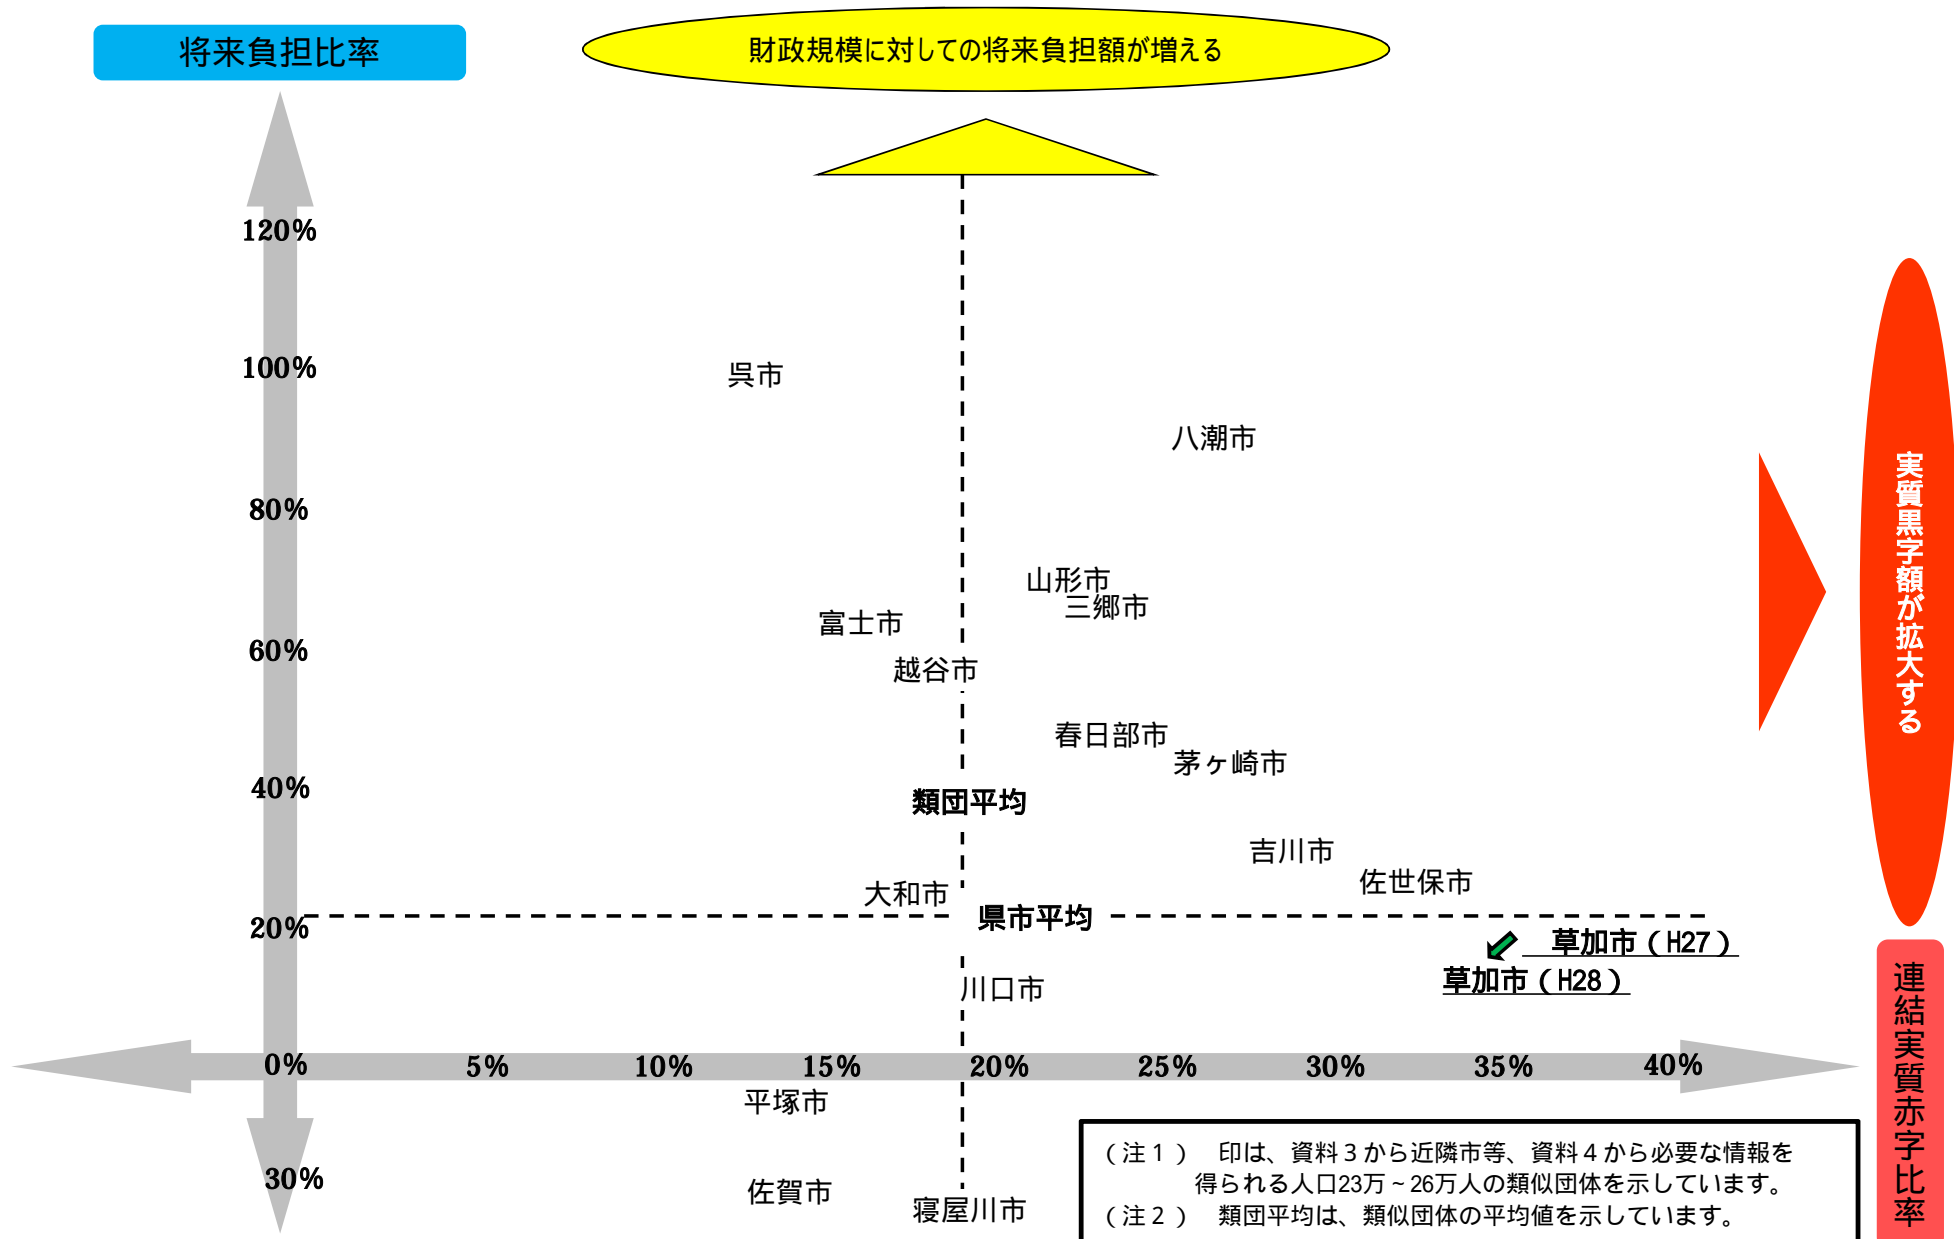 将来負担比率
財政規模に対しての将来負担額が増える
120%
100%
呉市
八潮市
80%
実質黒字額が拡大する
山形市
三郷市
富士市
60%
越谷市
春日部市
茅ヶ崎市
40%
類団平均
吉川市
佐世保市
大和市
県市平均
20%
草加市（H27）
草加市（H28）
川口市
0%
5%
10%
15%
20%
25%
30%
35%
40%
連結実質赤字比率
平塚市
30%
佐賀市
寝屋川市
（注１）　印は、資料３から近隣市等、資料４から必要な情報を
得られる人口23万～26万人の類似団体を示しています。
（注２）　類団平均は、類似団体の平均値を示しています。